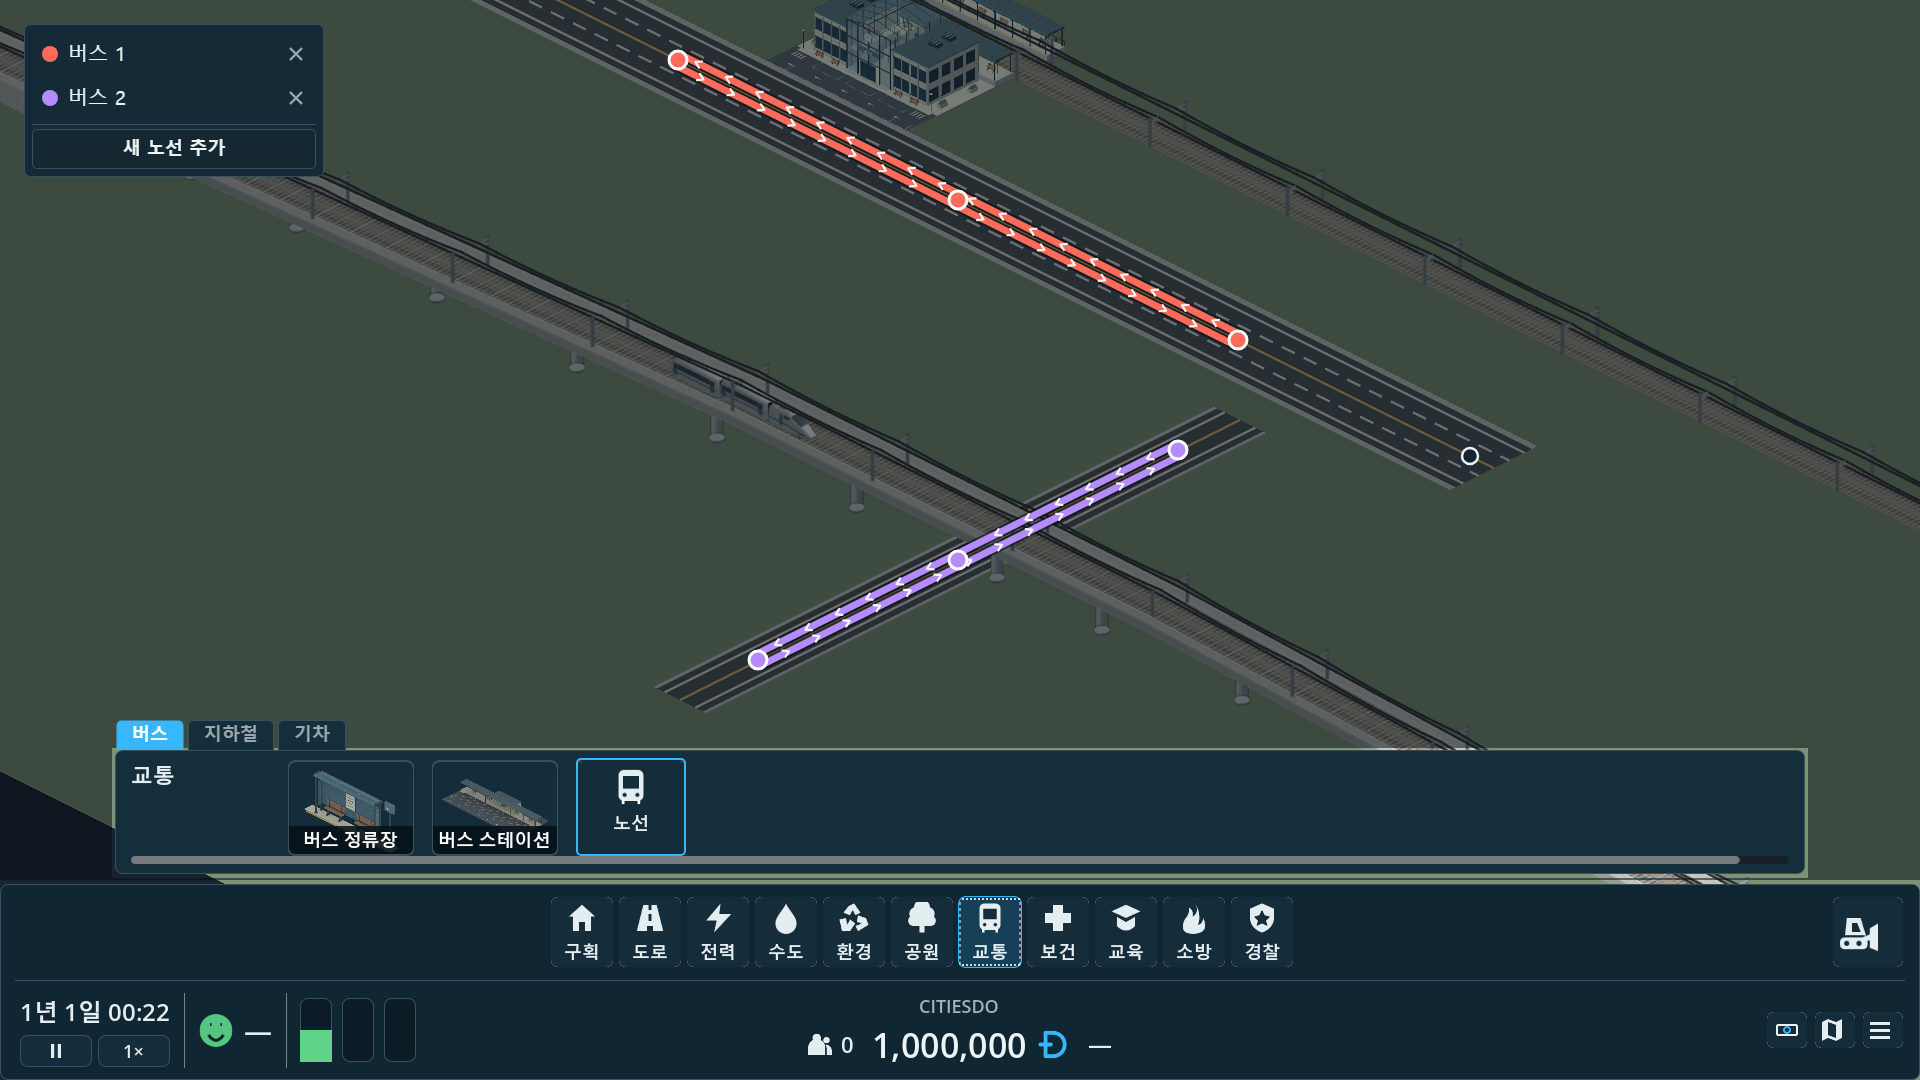 버스 1
버스 2
새 노선 추가
버스
지하철
기차
교통
버스 정류장
버스 스테이션
노선
구획
도로
전력
수도
환경
공원
교통
보건
교육
소방
경찰
1년 1일 00:22
1×
—
CITIESDO
0
1,000,000
—